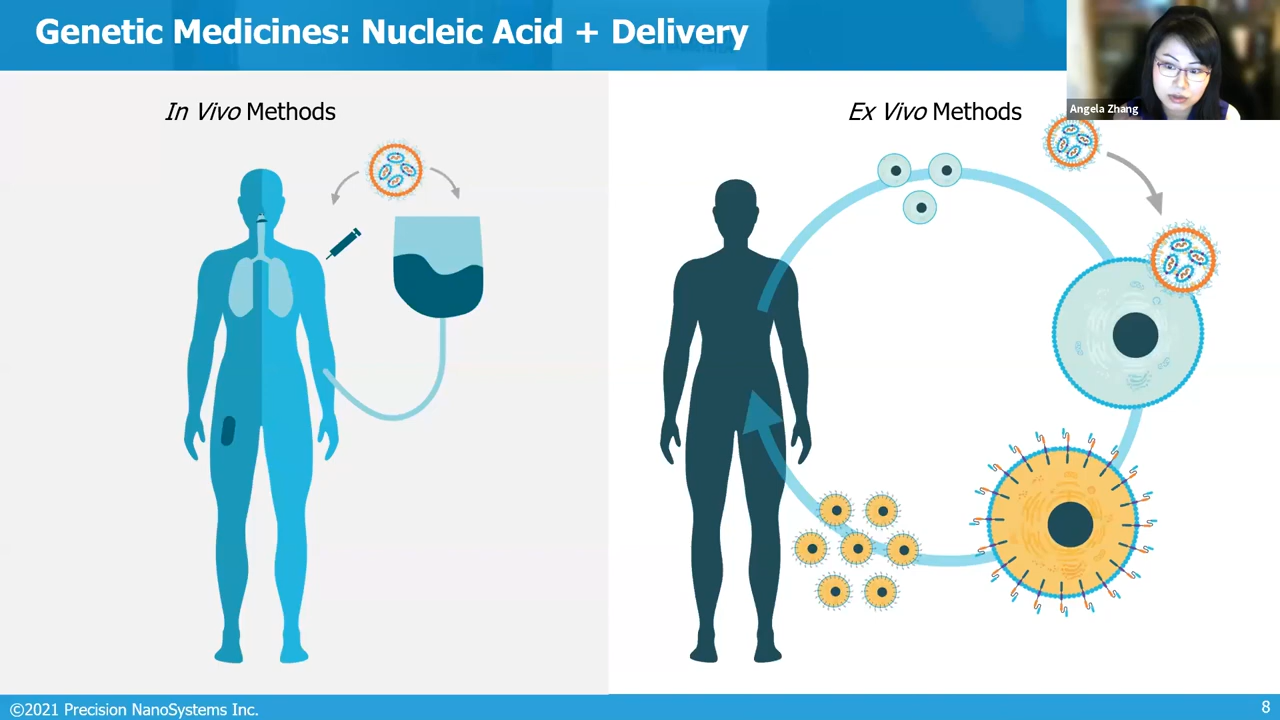 Genetic Medicines: Nucleic Acid + Delivery
Angela Zhang
In Vivo Methods
Ex Vivo Methods
©2021 Precision NanoSystems Inc.
8